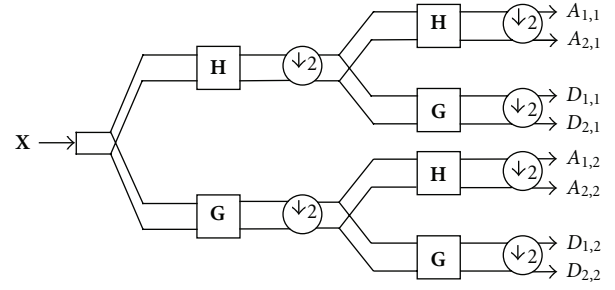 H ↓2 A1,1
A2,1
H ↓2
G ↓2 D1,1
D2,1
X
H ↓2 A1,2
A2,2
G ↓2
G ↓2 D1,2
D2,2